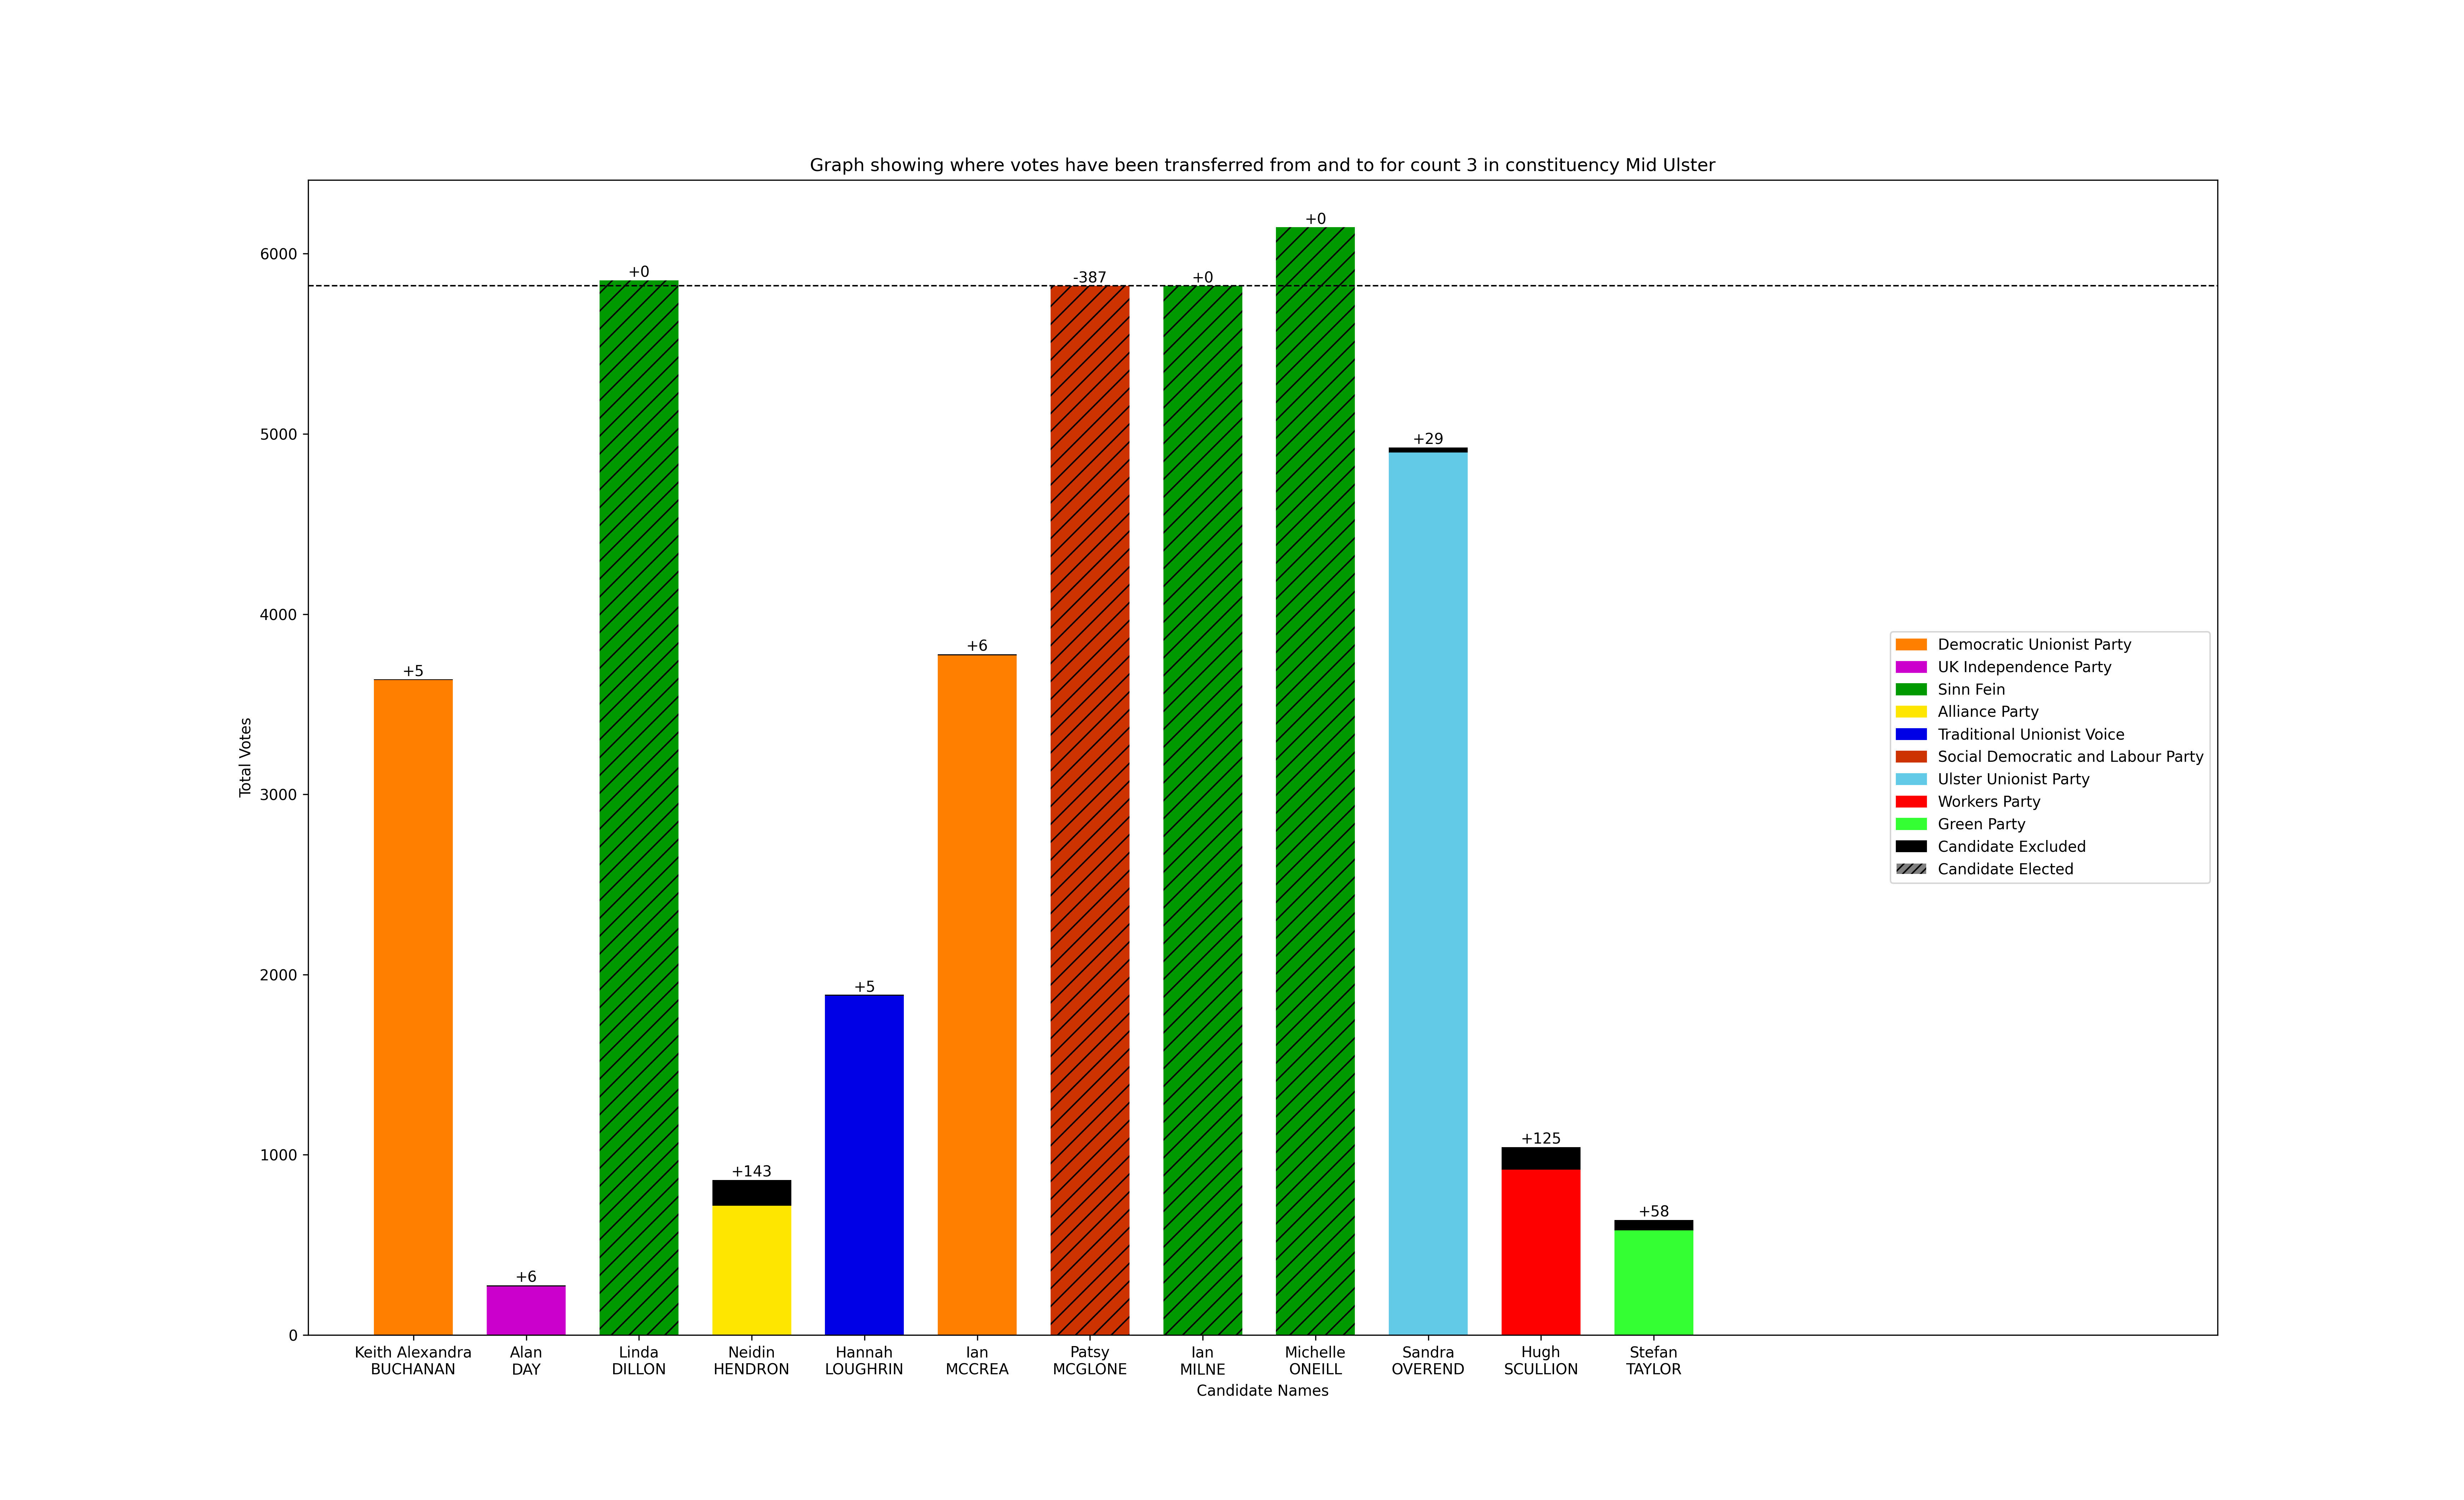 Graph showing where votes have been transferred from and to for count 3 in constituency Mid Ulster
Total Votes
6000
5000
4000
3000
2000
1000
0
+5
+6
+0
+143
+5
+6
-387
+0
+0
+29
+125
+58
Democratic Unionist Party
UK Independence Party
Sinn Fein
Alliance Party
Traditional Unionist Voice
Social Democratic and Labour Party
Ulster Unionist Party
Workers Party
Green Party
Candidate Excluded
Candidate Elected
Keith Alexandra
BUCHANAN
Alan
DAY
Linda
DILLON
Neidin
HENDRON
Hannah
LOUGHRIN
Ian
MCCREA
Patsy
MCGLONE
Ian
MILNE
Michelle
ONEILL
Sandra
OVEREND
Hugh
SCULLION
Stefan
TAYLOR
Candidate Names